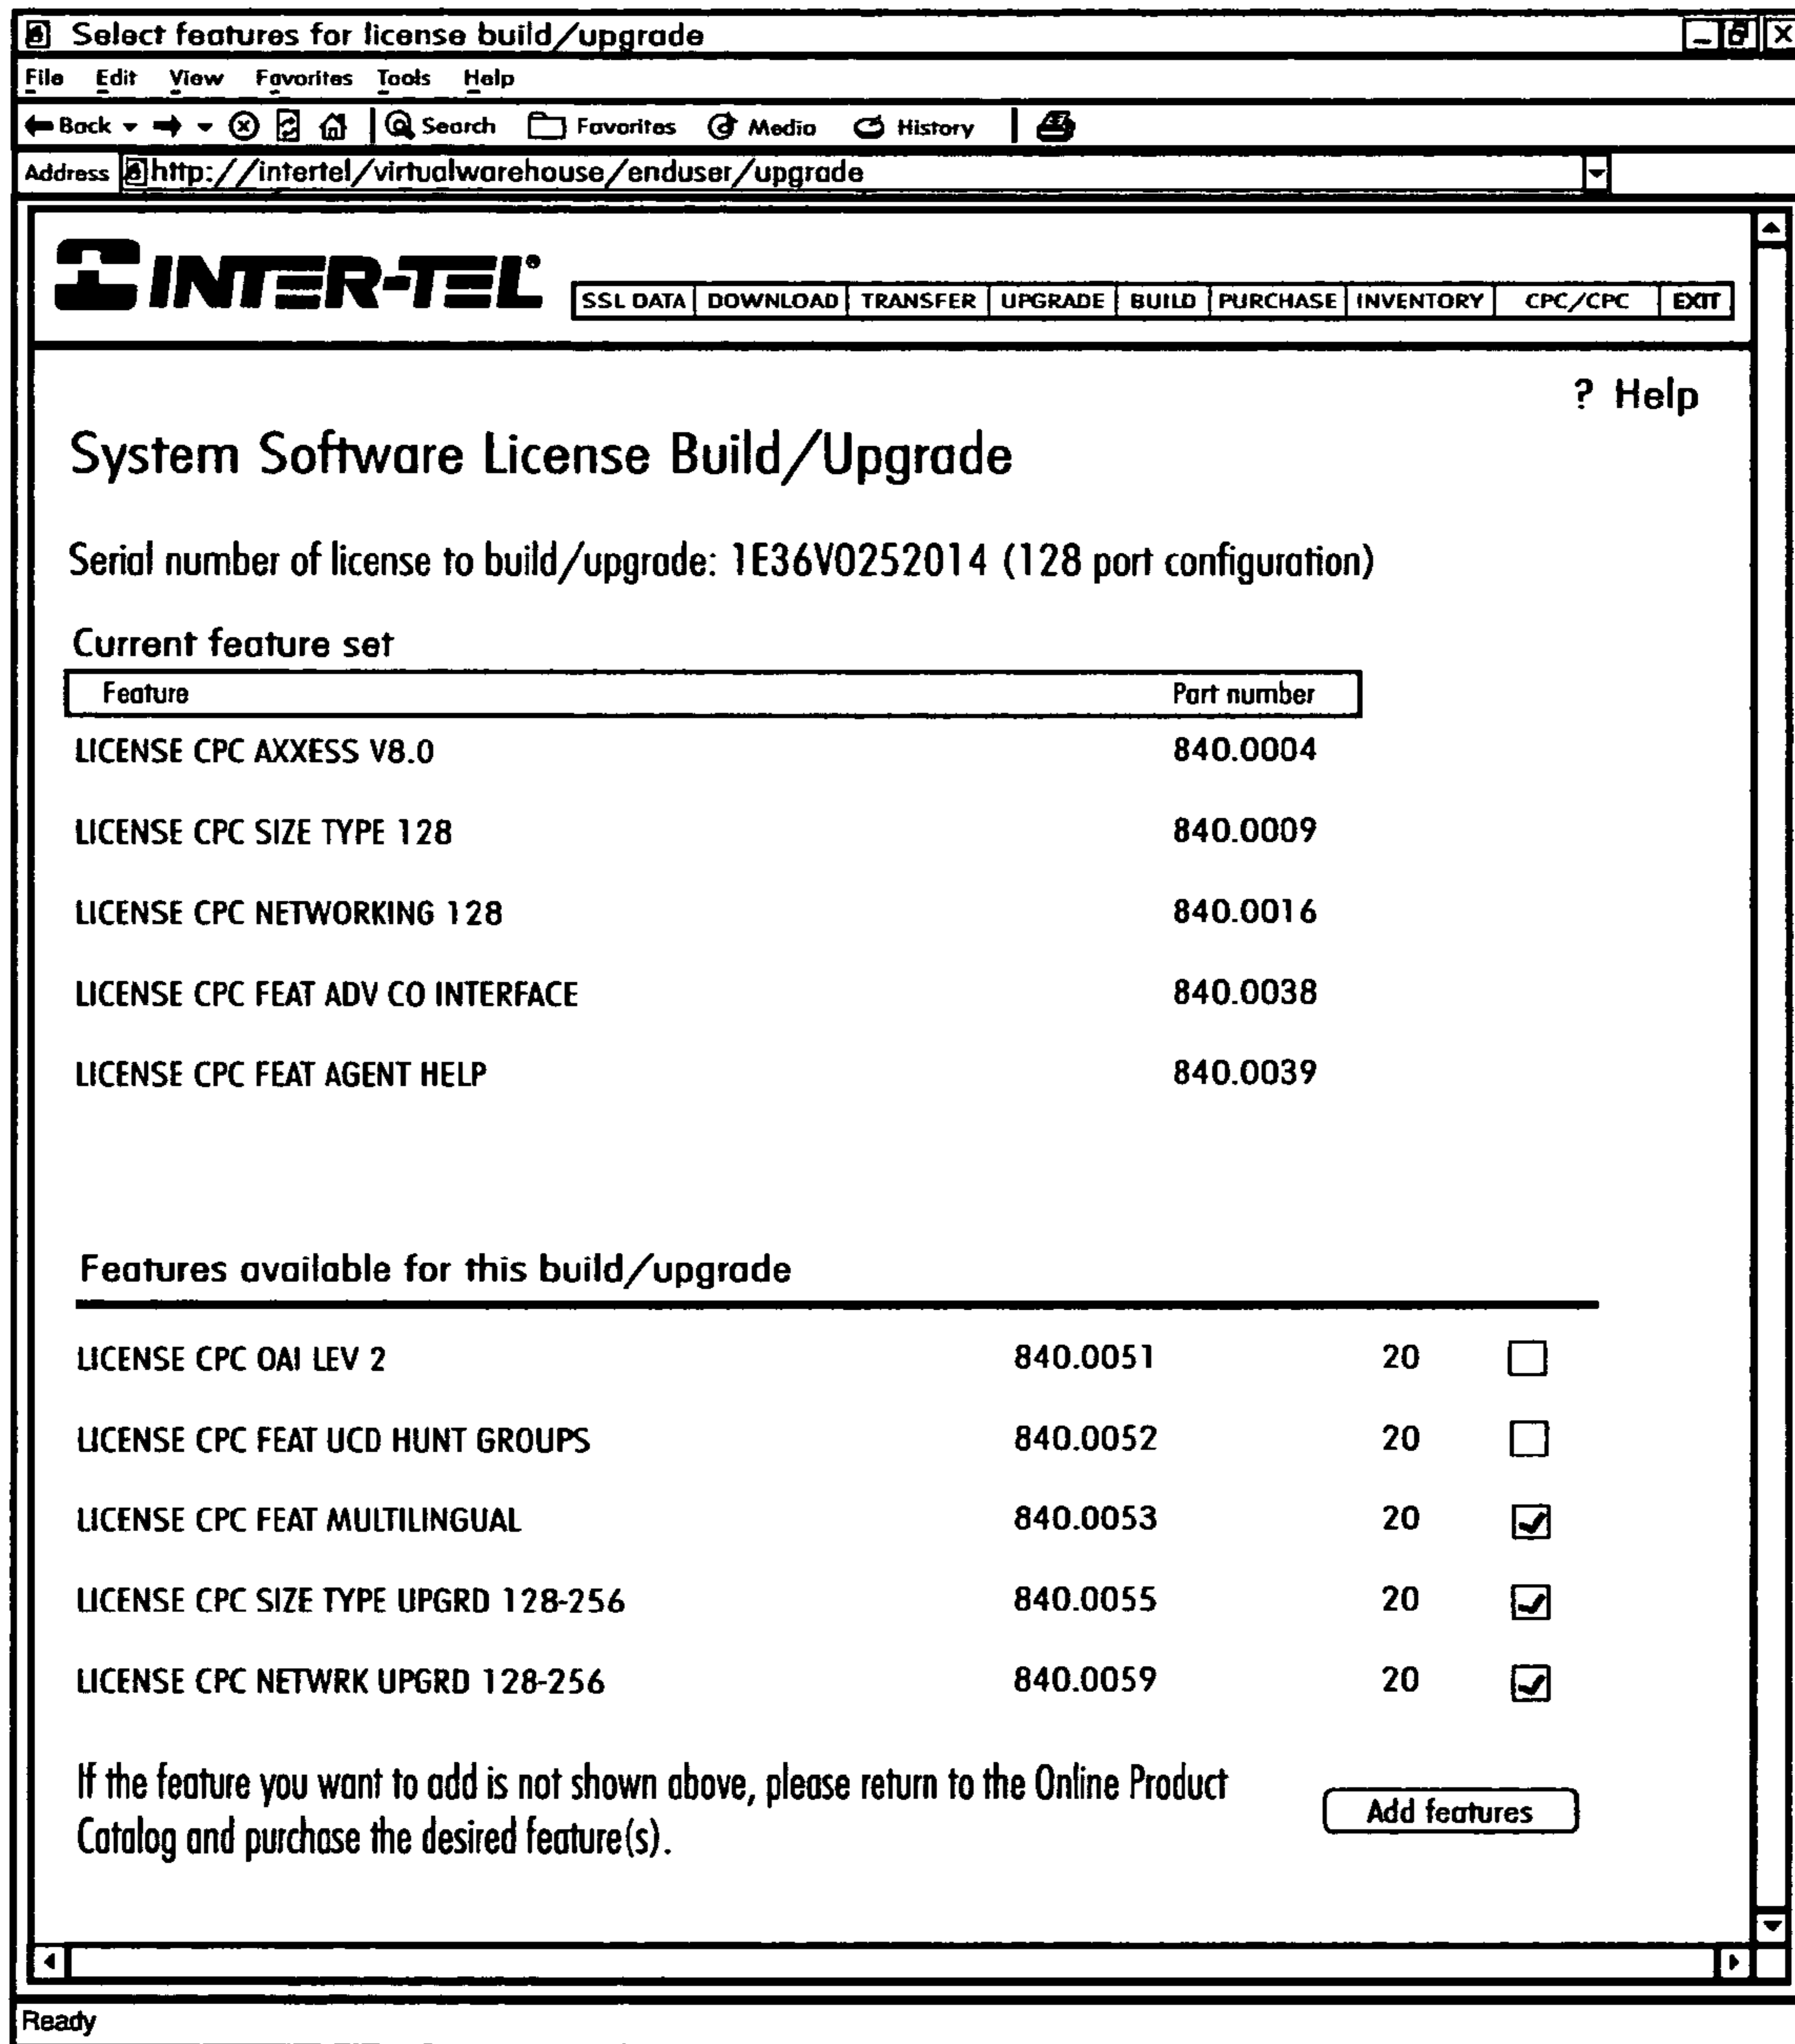 Select features for license build/upgrade
File Edit View Favorites Tools Help
Back Search Favorites Media History
Address http://intertel/virtualwarehouse/enduser/upgrade
INTER-TEL®
SSL DATA DOWNLOAD TRANSFER UPGRADE BUILD PURCHASE INVENTORY CPC/CPC EXIT
? Help
System Software License Build/Upgrade
Serial number of license to build/upgrade: 1E36V0252014 (128 port configuration)
Current feature set
Feature Part number
LICENSE CPC AXXESS V8.0 840.0004
LICENSE CPC SIZE TYPE 128 840.0009
LICENSE CPC NETWORKING 128 840.0016
LICENSE CPC FEAT ADV CO INTERFACE 840.0038
LICENSE CPC FEAT AGENT HELP 840.0039
Features available for this build/upgrade
LICENSE CPC OAI LEV 2 840.0051 20
LICENSE CPC FEAT UCD HUNT GROUPS 840.0052 20
LICENSE CPC FEAT MULTILINGUAL 840.0053 20
LICENSE CPC SIZE TYPE UPGRD 128-256 840.0055 20
LICENSE CPC NETWRK UPGRD 128-256 840.0059 20
If the feature you want to add is not shown above, please return to the Online Product
Catalog and purchase the desired feature(s).
Add features
Ready